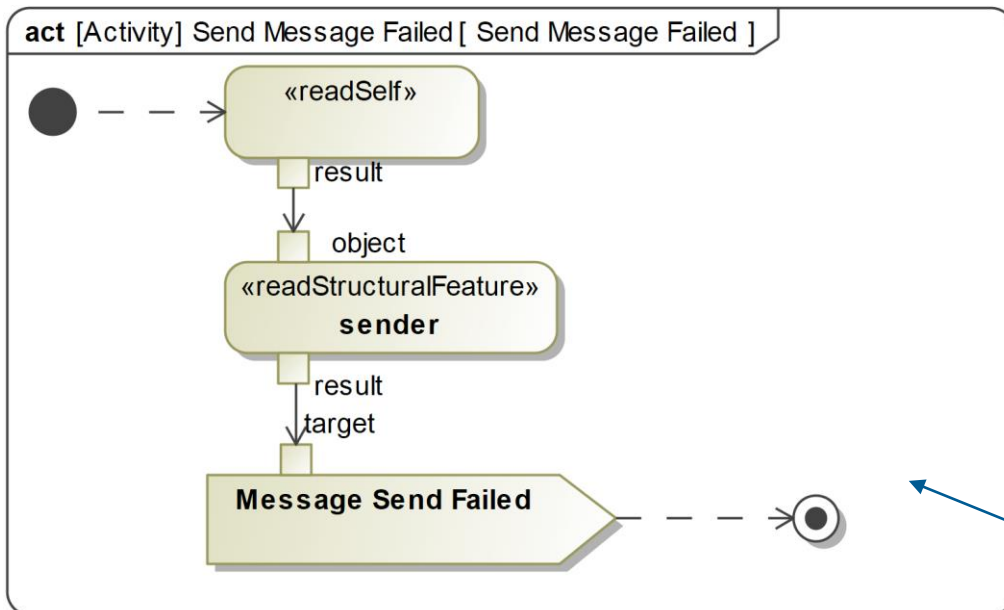 act [Activity] Send Message Failed [ Send Message Failed ]
«readSelf»
result
object
«readStructuralFeature»
sender
result
target
Message Send Failed